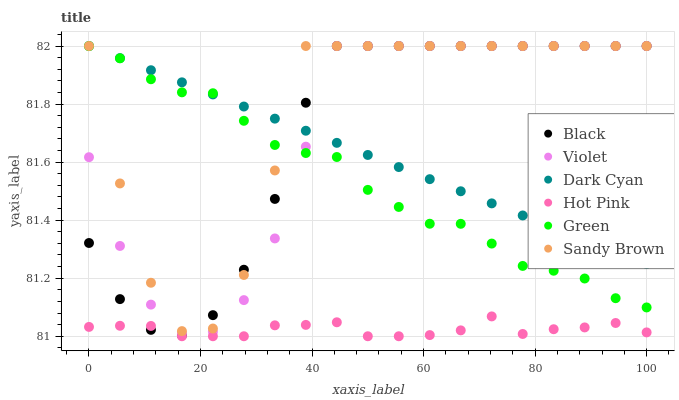 title
yaxis_label
82
81.8
81.6
81.4
81.2
81
0
20
40
60
80
100
xaxis_label
Black
Violet
Dark Cyan
Hot Pink
Green
Sandy Brown